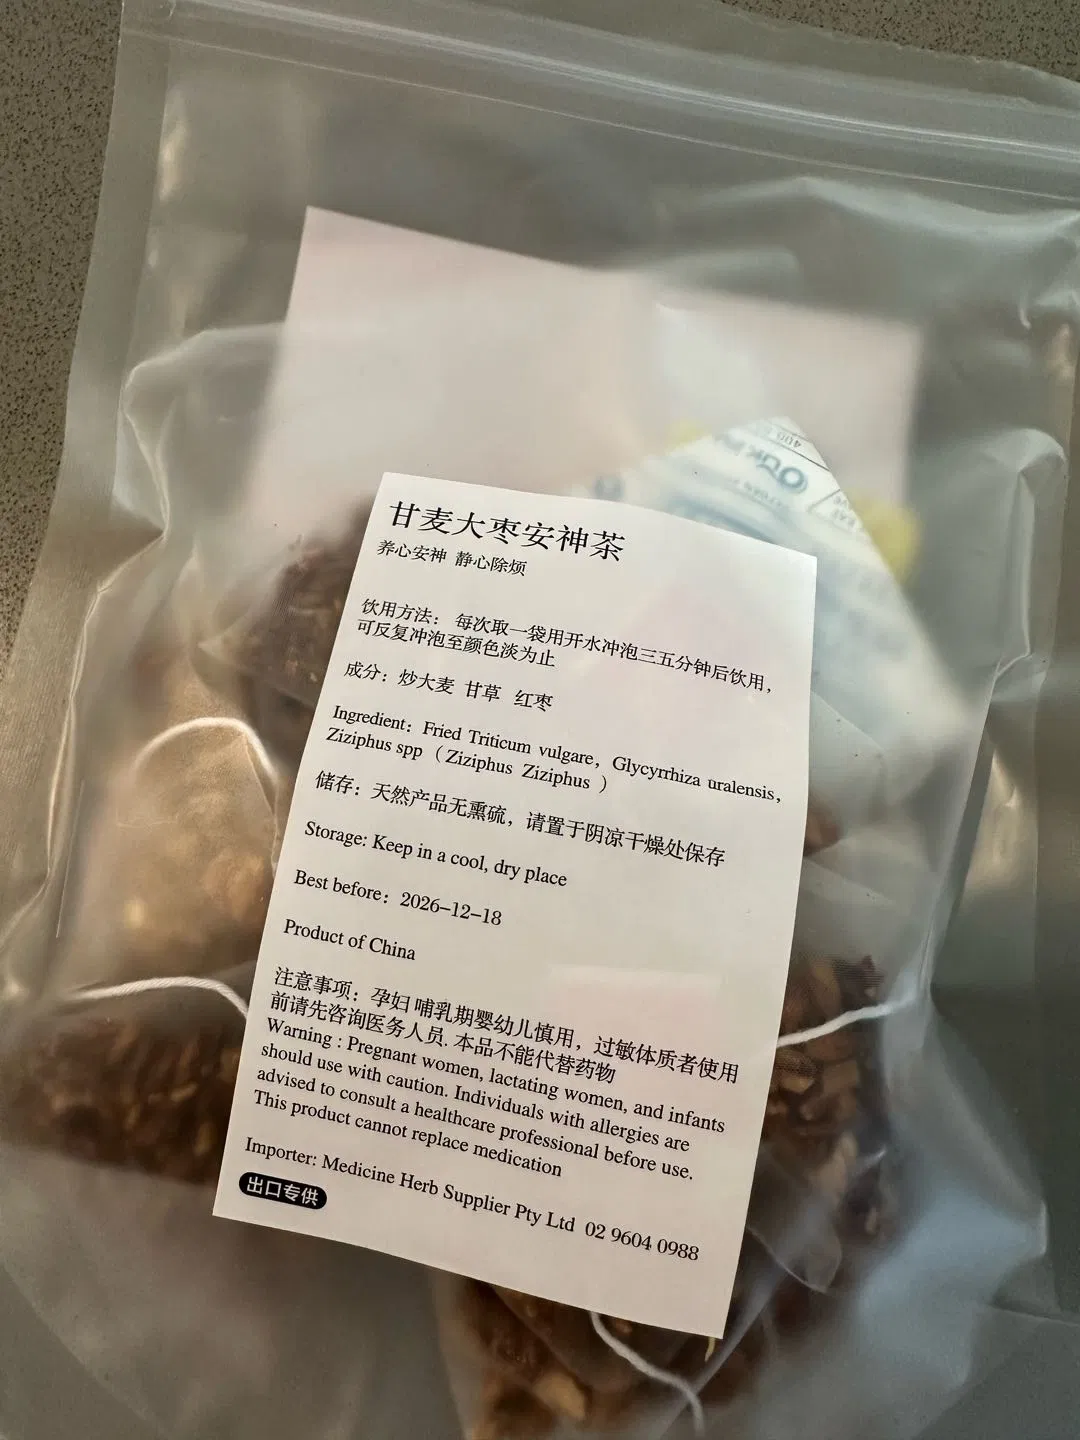 甘麦大枣安神茶
养心安神 静心除烦
饮用方法： 每次取一袋用开水冲泡三五分钟后饮用，
可反复冲泡至颜色淡为止
成分：炒大麦 甘草 红枣
Ingredient：Fried Triticum vulgare，Glycyrrhiza uralensis，
Ziziphus spp （Ziziphus Ziziphus ）
储存：天然产品无熏硫，请置于阴凉干燥处保存
Storage: Keep in a cool, dry place
Best before：2026–12–18
Product of China
注意事项：孕妇 哺乳期婴幼儿慎用，过敏体质者使用
前请先咨询医务人员. 本品不能代替药物
Warning : Pregnant women, lactating women, and infants
should use with caution. Individuals with allergies are
advised to consult a healthcare professional before use.
This product cannot replace medication
Importer: Medicine Herb Supplier Pty Ltd 02 9604 0988
出口专供
400